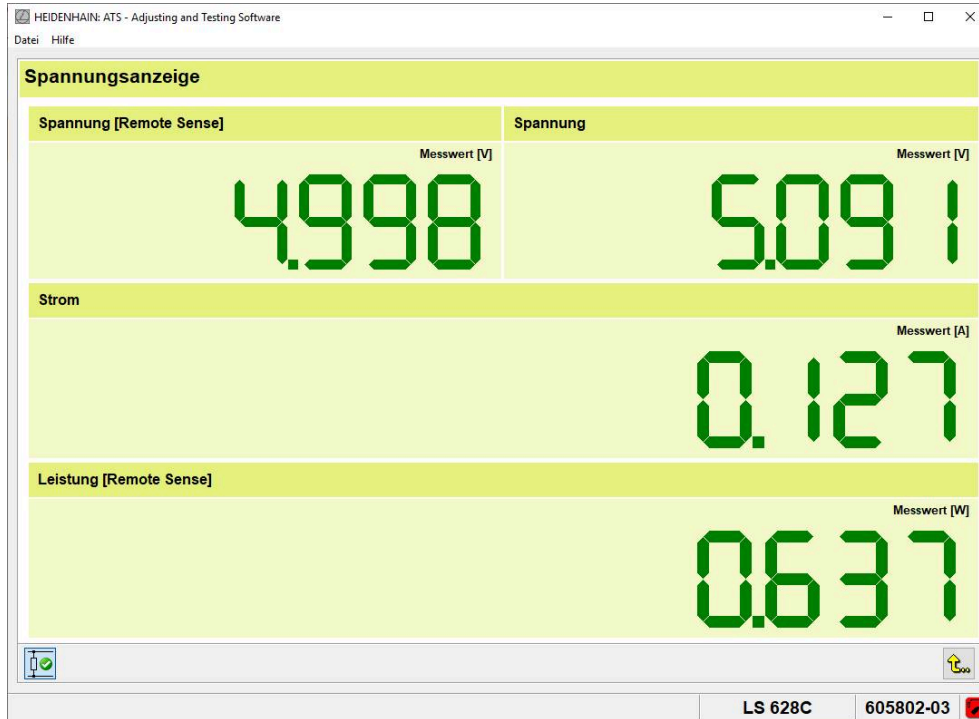 HEIDENHAIN: ATS - Adjusting and Testing Software
Datei Hilfe
Spannungsanzeige
Spannung [Remote Sense] Spannung
Messwert [V] Messwert [V]
4.998 5.091
Strom
Messwert [A]
0.127
Leistung [Remote Sense]
Messwert [W]
0.637
LS 628C 605802-03